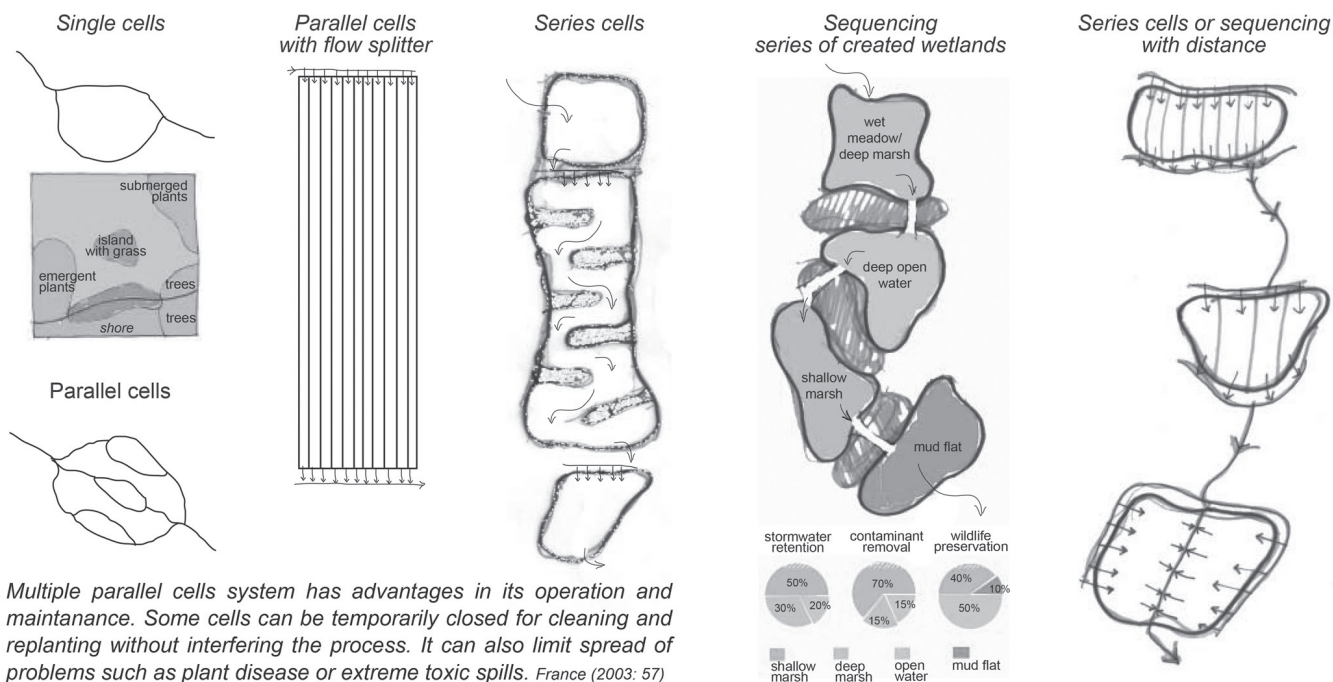 Single cells
submerged
plants
island
with grass
emergent
plants
trees
trees
shore
Parallel cells
Parallel cells
with flow splitter
Series cells
Multiple parallel cells system has advantages in its operation and
maintanance. Some cells can be temporarily closed for cleaning and
replanting without interfering the process. It can also limit spread of
problems such as plant disease or extreme toxic spills. France (2003: 57)
Sequencing
series of created wetlands
wet
meadow/
deep marsh
deep open
water
shallow
marsh
mud flat
stormwater
retention
50%
30%
20%
contaminant
removal
70%
15%
15%
wildlife
preservation
40%
10%
50%
shallow
marsh
deep
marsh
open
water
mud flat
Series cells or sequencing
with distance